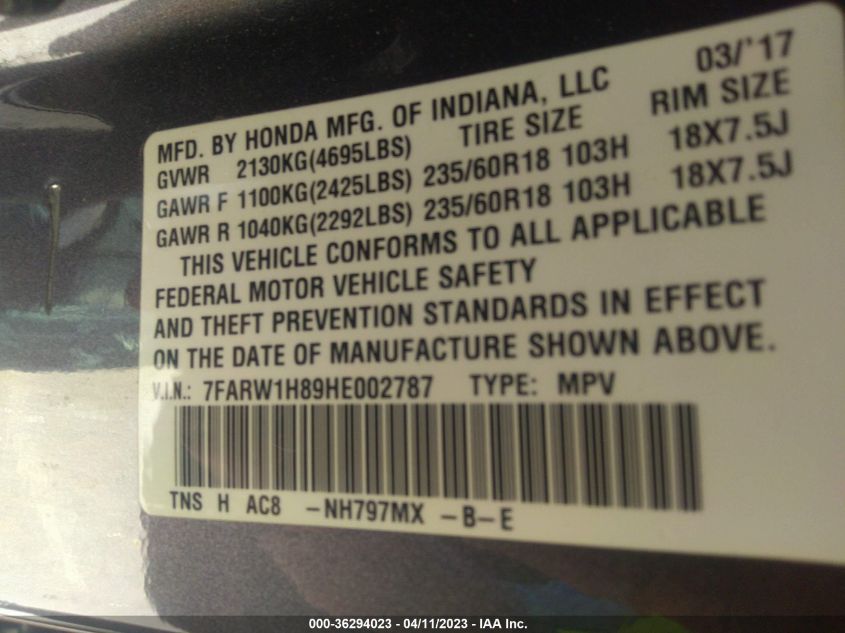 03/'17
MFD. BY HONDA MFG. OF INDIANA, LLC
GVWR 2130KG(4695LBS) TIRE SIZE RIM SIZE
GAWR F 1100KG(2425LBS) 235/60R18 103H 18X7.5J
GAWR R 1040KG(2292LBS) 235/60R18 103H 18X7.5J
THIS VEHICLE CONFORMS TO ALL APPLICABLE
FEDERAL MOTOR VEHICLE SAFETY
AND THEFT PREVENTION STANDARDS IN EFFECT
ON THE DATE OF MANUFACTURE SHOWN ABOVE.
V.I.N.: 7FARW1H89HE002787 TYPE: MPV
TNS H AC8 -NH797MX -B-E
000-36294023 - 04/11/2023 - IAA Inc.